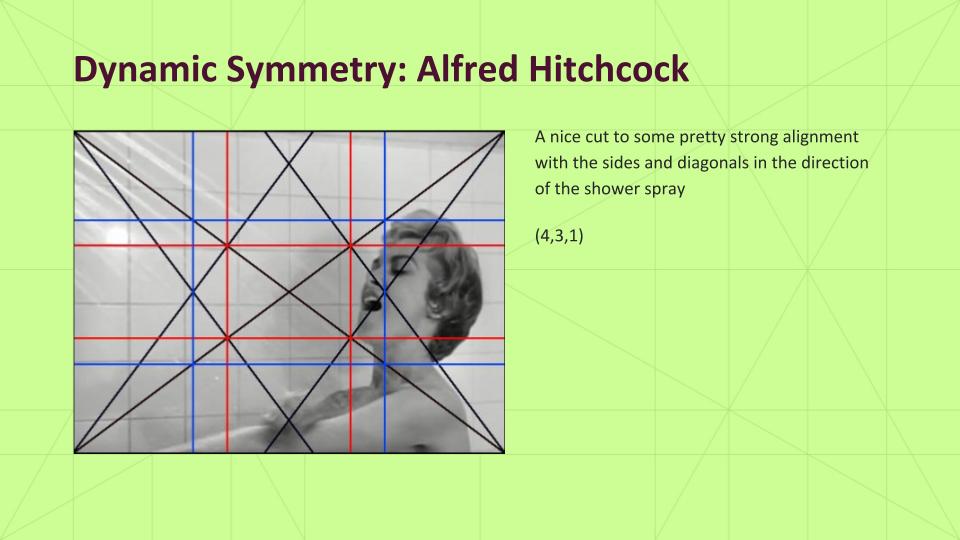 Dynamic Symmetry: Alfred Hitchcock
A nice cut to some pretty strong alignment
with the sides and diagonals in the direction
of the shower spray
(4,3,1)